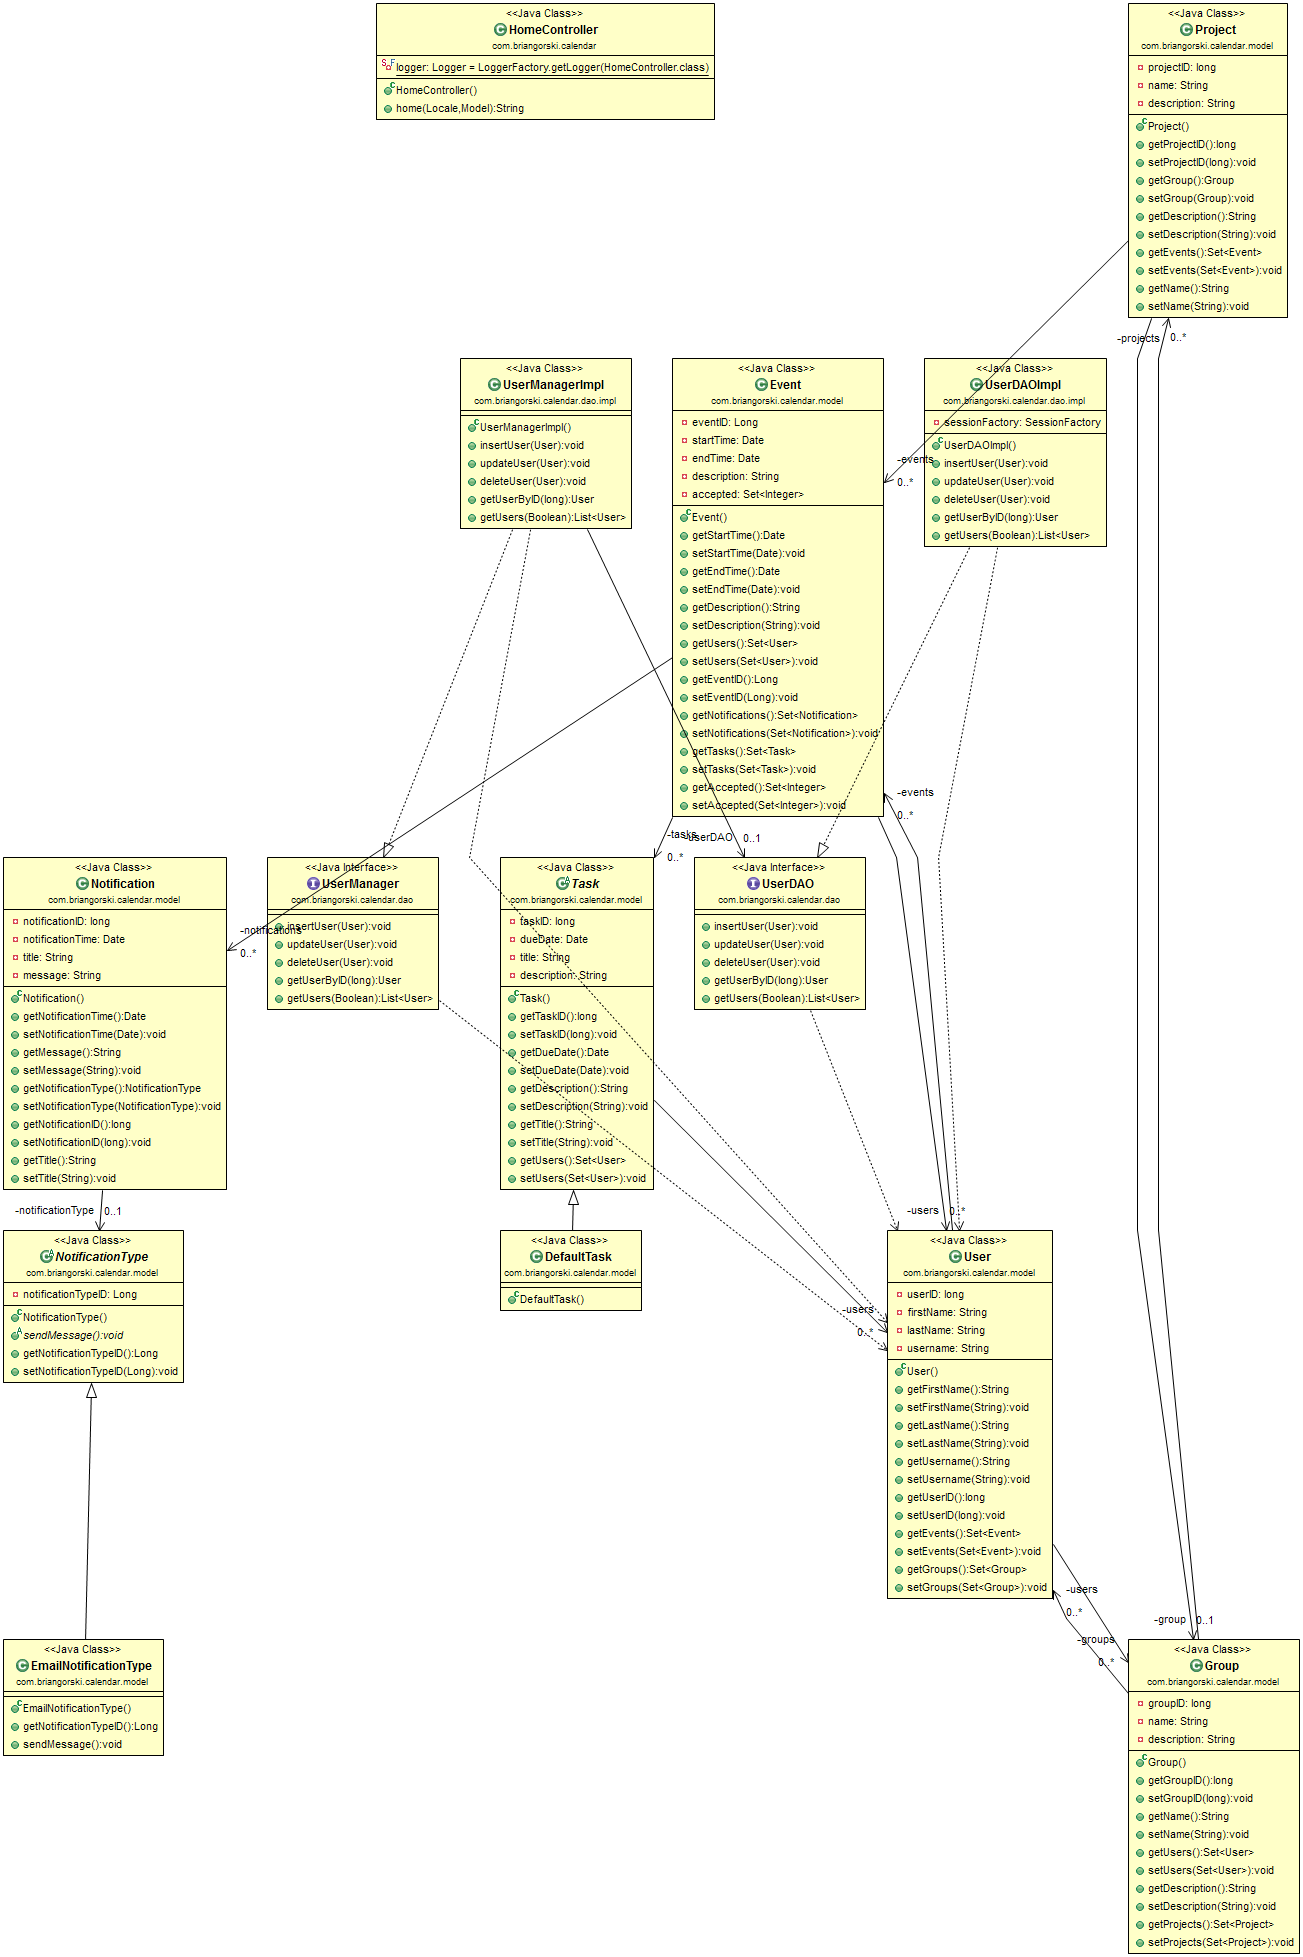 <<Java Class>>
HomeController
com.briangorski.calendar
logger: Logger = LoggerFactory.getLogger(HomeController.class)
HomeController()
home(Locale,Model):String
<<Java Class>>
Project
com.briangorski.calendar.model
projectID: long
name: String
description: String
Project()
getProjectID():long
setProjectID(long):void
getGroup():Group
setGroup(Group):void
getDescription():String
setDescription(String):void
getEvents():Set<Event>
setEvents(Set<Event>):void
getName():String
setName(String):void
-projects 0..*
<<Java Class>>
UserManagerImpl
com.briangorski.calendar.dao.impl
UserManagerImpl()
insertUser(User):void
updateUser(User):void
deleteUser(User):void
getUserByID(long):User
getUsers(Boolean):List<User>
<<Java Class>>
Event
com.briangorski.calendar.model
eventID: Long
startTime: Date
endTime: Date
description: String
accepted: Set<Integer>
Event()
getStartTime():Date
setStartTime(Date):void
getEndTime():Date
setEndTime(Date):void
getDescription():String
setDescription(String):void
getUsers():Set<User>
setUsers(Set<User>):void
getEventID():Long
setEventID(Long):void
getNotifications():Set<Notification>
setNotifications(Set<Notification>):void
getTasks():Set<Task>
setTasks(Set<Task>):void
getAccepted():Set<Integer>
setAccepted(Set<Integer>):void
-events
0..*
<<Java Class>>
UserDAOImpl
com.briangorski.calendar.dao.impl
sessionFactory: SessionFactory
UserDAOImpl()
insertUser(User):void
updateUser(User):void
deleteUser(User):void
getUserByID(long):User
getUsers(Boolean):List<User>
-events
0..*
-tasks
0..*
-userDAO 0..1
<<Java Class>>
Notification
com.briangorski.calendar.model
notificationID: long
notificationTime: Date
title: String
message: String
Notification()
getNotificationTime():Date
setNotificationTime(Date):void
getMessage():String
setMessage(String):void
getNotificationType():NotificationType
setNotificationType(NotificationType):void
getNotificationID():long
setNotificationID(long):void
getTitle():String
setTitle(String):void
-notifications
0..*
<<Java Interface>>
UserManager
com.briangorski.calendar.dao
insertUser(User):void
updateUser(User):void
deleteUser(User):void
getUserByID(long):User
getUsers(Boolean):List<User>
<<Java Class>>
Task
com.briangorski.calendar.model
taskID: long
dueDate: Date
title: String
description: String
Task()
getTaskID():long
setTaskID(long):void
getDueDate():Date
setDueDate(Date):void
getDescription():String
setDescription(String):void
getTitle():String
setTitle(String):void
getUsers():Set<User>
setUsers(Set<User>):void
<<Java Interface>>
UserDAO
com.briangorski.calendar.dao
insertUser(User):void
updateUser(User):void
deleteUser(User):void
getUserByID(long):User
getUsers(Boolean):List<User>
-notificationType 0..1
-users 0..*
<<Java Class>>
NotificationType
com.briangorski.calendar.model
notificationTypeID: Long
NotificationType()
sendMessage():void
getNotificationTypeID():Long
setNotificationTypeID(Long):void
<<Java Class>>
DefaultTask
com.briangorski.calendar.model
DefaultTask()
-users
0..*
<<Java Class>>
User
com.briangorski.calendar.model
userID: long
firstName: String
lastName: String
username: String
User()
getFirstName():String
setFirstName(String):void
getLastName():String
setLastName(String):void
getUsername():String
setUsername(String):void
getUserID():long
setUserID(long):void
getEvents():Set<Event>
setEvents(Set<Event>):void
getGroups():Set<Group>
setGroups(Set<Group>):void
-users
0..*
-group 0..1
-groups
0..*
<<Java Class>>
EmailNotificationType
com.briangorski.calendar.model
EmailNotificationType()
getNotificationTypeID():Long
sendMessage():void
<<Java Class>>
Group
com.briangorski.calendar.model
groupID: long
name: String
description: String
Group()
getGroupID():long
setGroupID(long):void
getName():String
setName(String):void
getUsers():Set<User>
setUsers(Set<User>):void
getDescription():String
setDescription(String):void
getProjects():Set<Project>
setProjects(Set<Project>):void